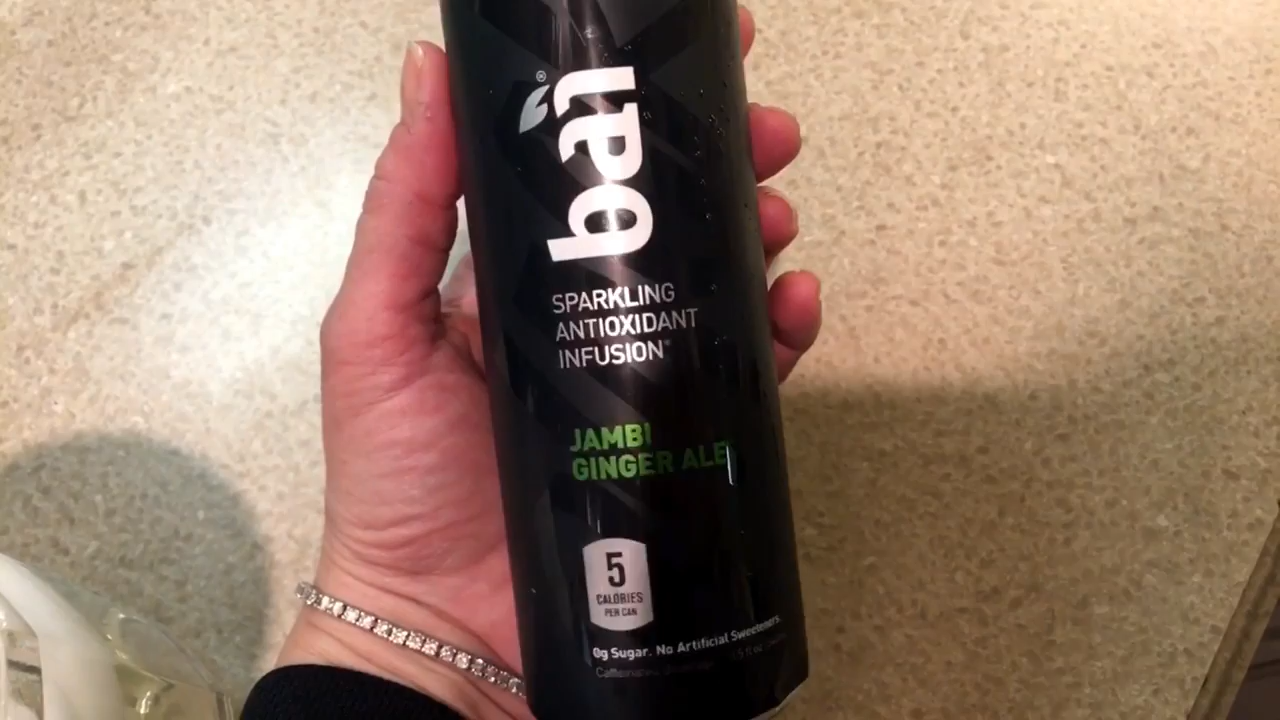 bai®
SPARKLING
ANTIOXIDANT
INFUSION
JAMBI
GINGER ALE
5
CALORIES
PER CAN
0g Sugar. No Artificial Sweeteners